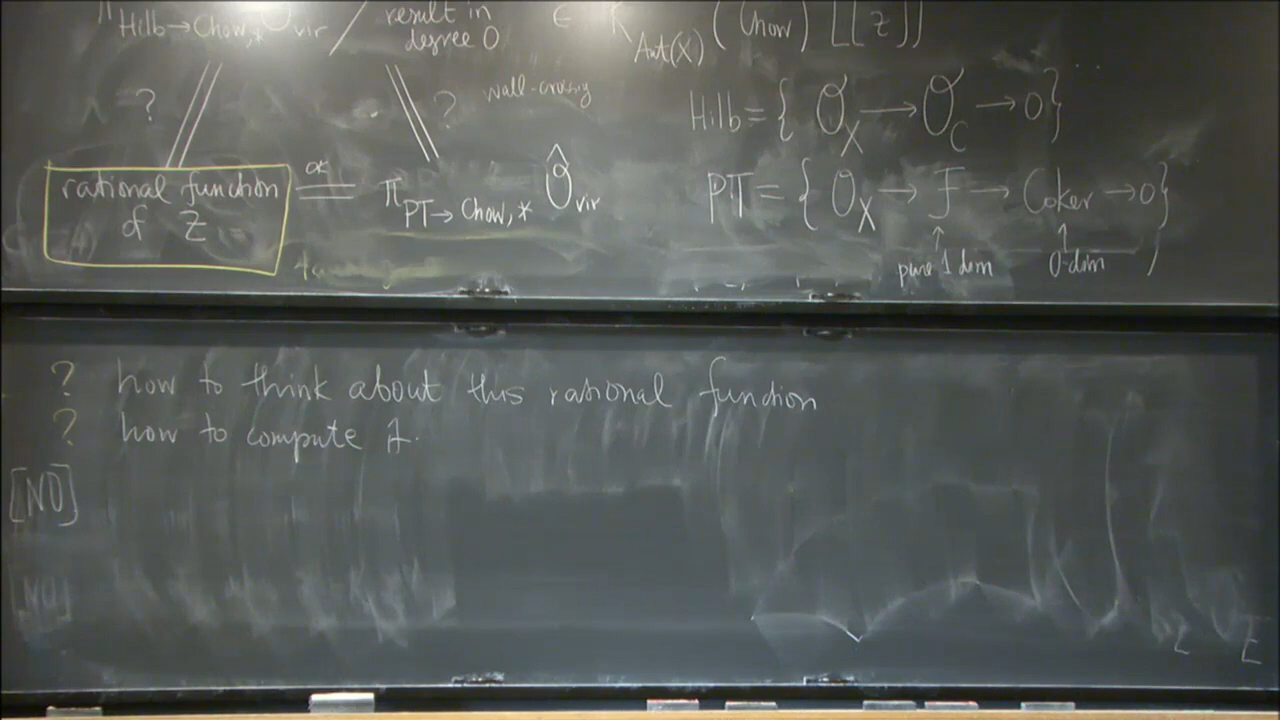 π Hilb→Chow,* O vir / result in degree 0 ∈ K Aut(X) (Chow) [[z]]
? ? wall-crossing
Hilb = { O_X → O_C → 0}
rational function of z
ok
π PT→Chow,* Ô vir
PT = { O_X → F → Coker → 0}
↑ pure 1 dim ↑ 0-dim
? how to think about this rational function
? how to compute it.
[NO]
[NO]